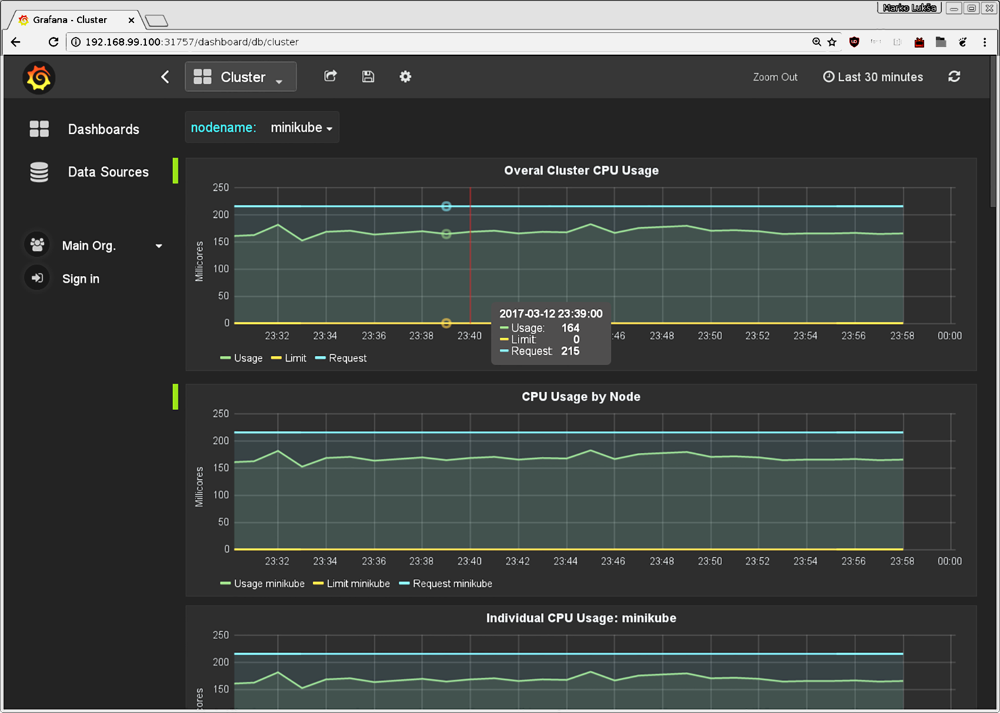 Marko Lukša
Grafana - Cluster
192.168.99.100:31757/dashboard/db/cluster
Cluster
Zoom Out
Last 30 minutes
Dashboards
Data Sources
Main Org.
Sign in
nodename: minikube
Overal Cluster CPU Usage
250
200
150
100
50
0
Millicores
23:32 23:34 23:36 23:38 23:40 :46 23:48 23:50 23:52 23:54 23:56 23:58 00:00
2017-03-12 23:39:00
Usage: 164
Limit: 0
Request: 215
Usage Limit Request
CPU Usage by Node
250
200
150
100
50
0
Millicores
23:32 23:34 23:36 23:38 23:40 23:42 23:44 23:46 23:48 23:50 23:52 23:54 23:56 23:58 00:00
Usage minikube Limit minikube Request minikube
Individual CPU Usage: minikube
250
200
150
cores